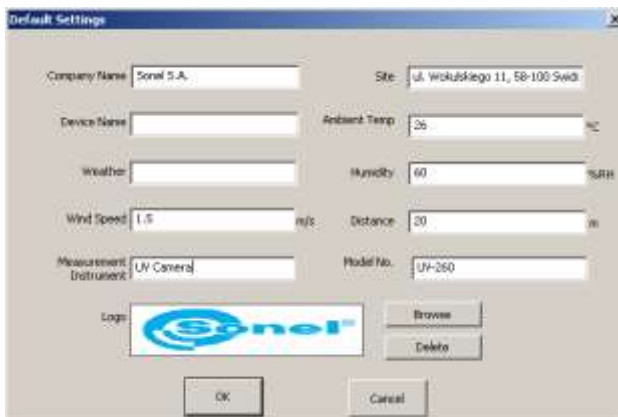 Default Settings
Company Name Sonel S.A. Site ul. Wokulskiego 11, 58-100 Swid
Device Name Ambient Temp 26 ºC
Weather Humidity 60 %RH
Wind Speed 1.5 m/s Distance 20 m
Measurement Instrument UV Camera Model No. UV-260
Logo Sonel® Browse
Delete
OK Cancel